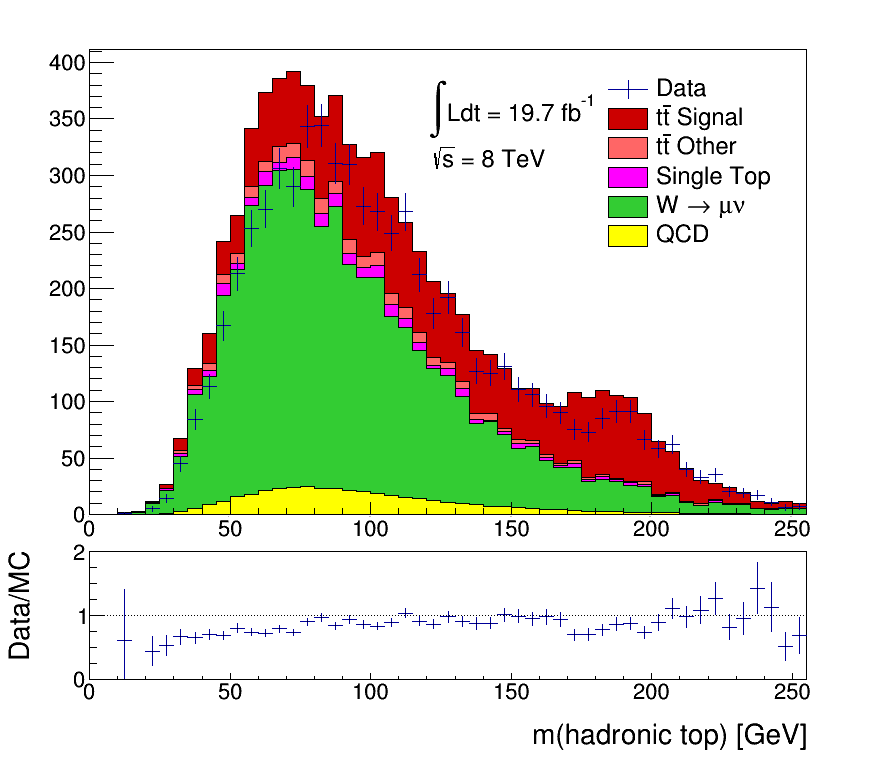 400
350
300
250
200
150
100
50
0
∫Ldt = 19.7 fb⁻¹
√s = 8 TeV
Data
tt̄ Signal
tt̄ Other
Single Top
W → μν
QCD
0 50 100 150 200 250
Data/MC
2
1
0
0 50 100 150 200 250
m(hadronic top) [GeV]